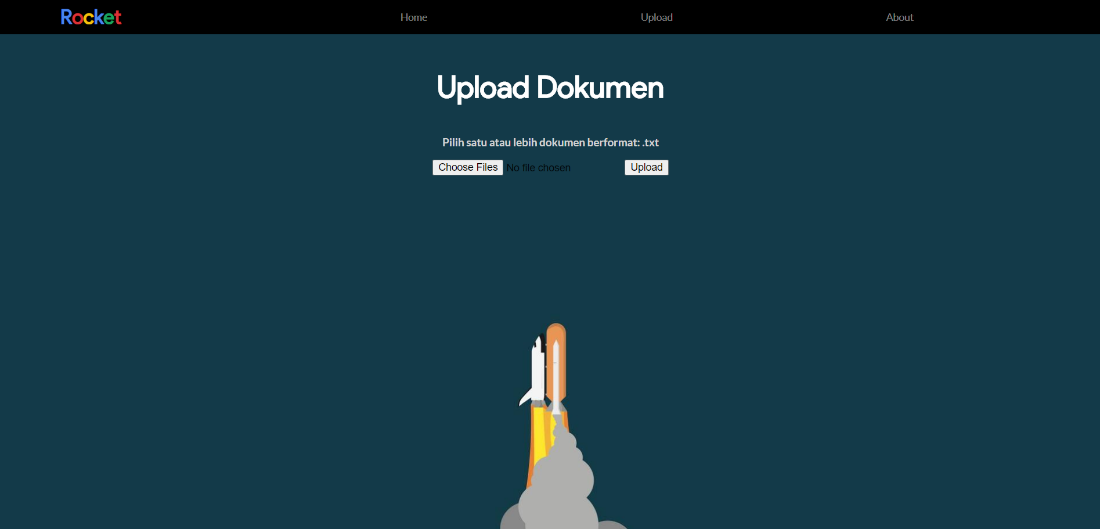 Rocket
Home
Upload
About
Upload Dokumen
Pilih satu atau lebih dokumen berformat: .txt
Choose Files No file chosen Upload